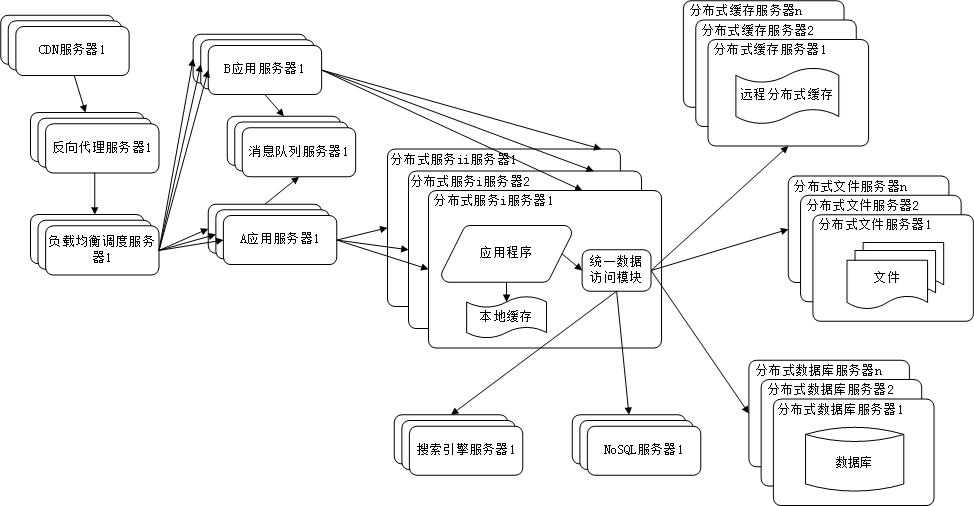 CDN服务器1
反向代理服务器1
负载均衡调度服务
器1
B应用服务器1
消息队列服务器1
A应用服务器1
分布式服务ii服务器1
分布式服务i服务器2
分布式服务i服务器1
应用程序
统一数据
访问模块
本地缓存
搜索引擎服务器1
NoSQL服务器1
分布式缓存服务器n
分布式缓存服务器2
分布式缓存服务器1
远程分布式缓存
分布式文件服务器n
分布式文件服务器2
分布式文件服务器1
文件
分布式数据库服务器n
分布式数据库服务器2
分布式数据库服务器1
数据库